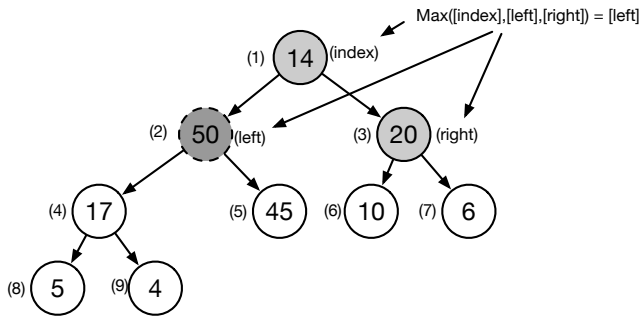 Max([index],[left],[right]) = [left]
(1) 14 (index)
(2) 50 (left) (3) 20 (right)
(4) 17 (5) 45 (6) 10 (7) 6
(8) 5 (9) 4